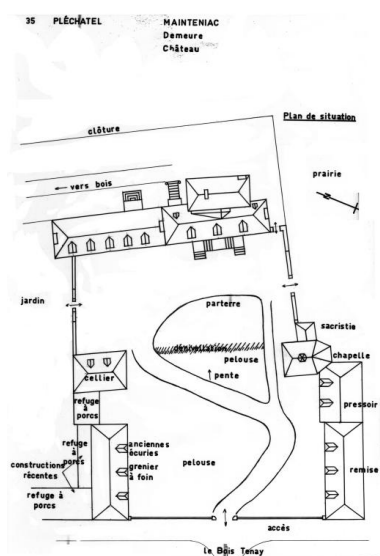 35 PLÉCHATEL MAINTENIAC
Demeure
Château
Plan de situation
clôture
← vers bois
prairie
jardin
parterre
dénivellation
pelouse
pente
sacristie
chapelle
cellier
refuge
à
porcs
pressoir
refuge
à
porcs
anciennes
écuries
grenier
à foin
constructions
récentes
refuge à
porcs
pelouse
remise
accès
Le Bois Tenay